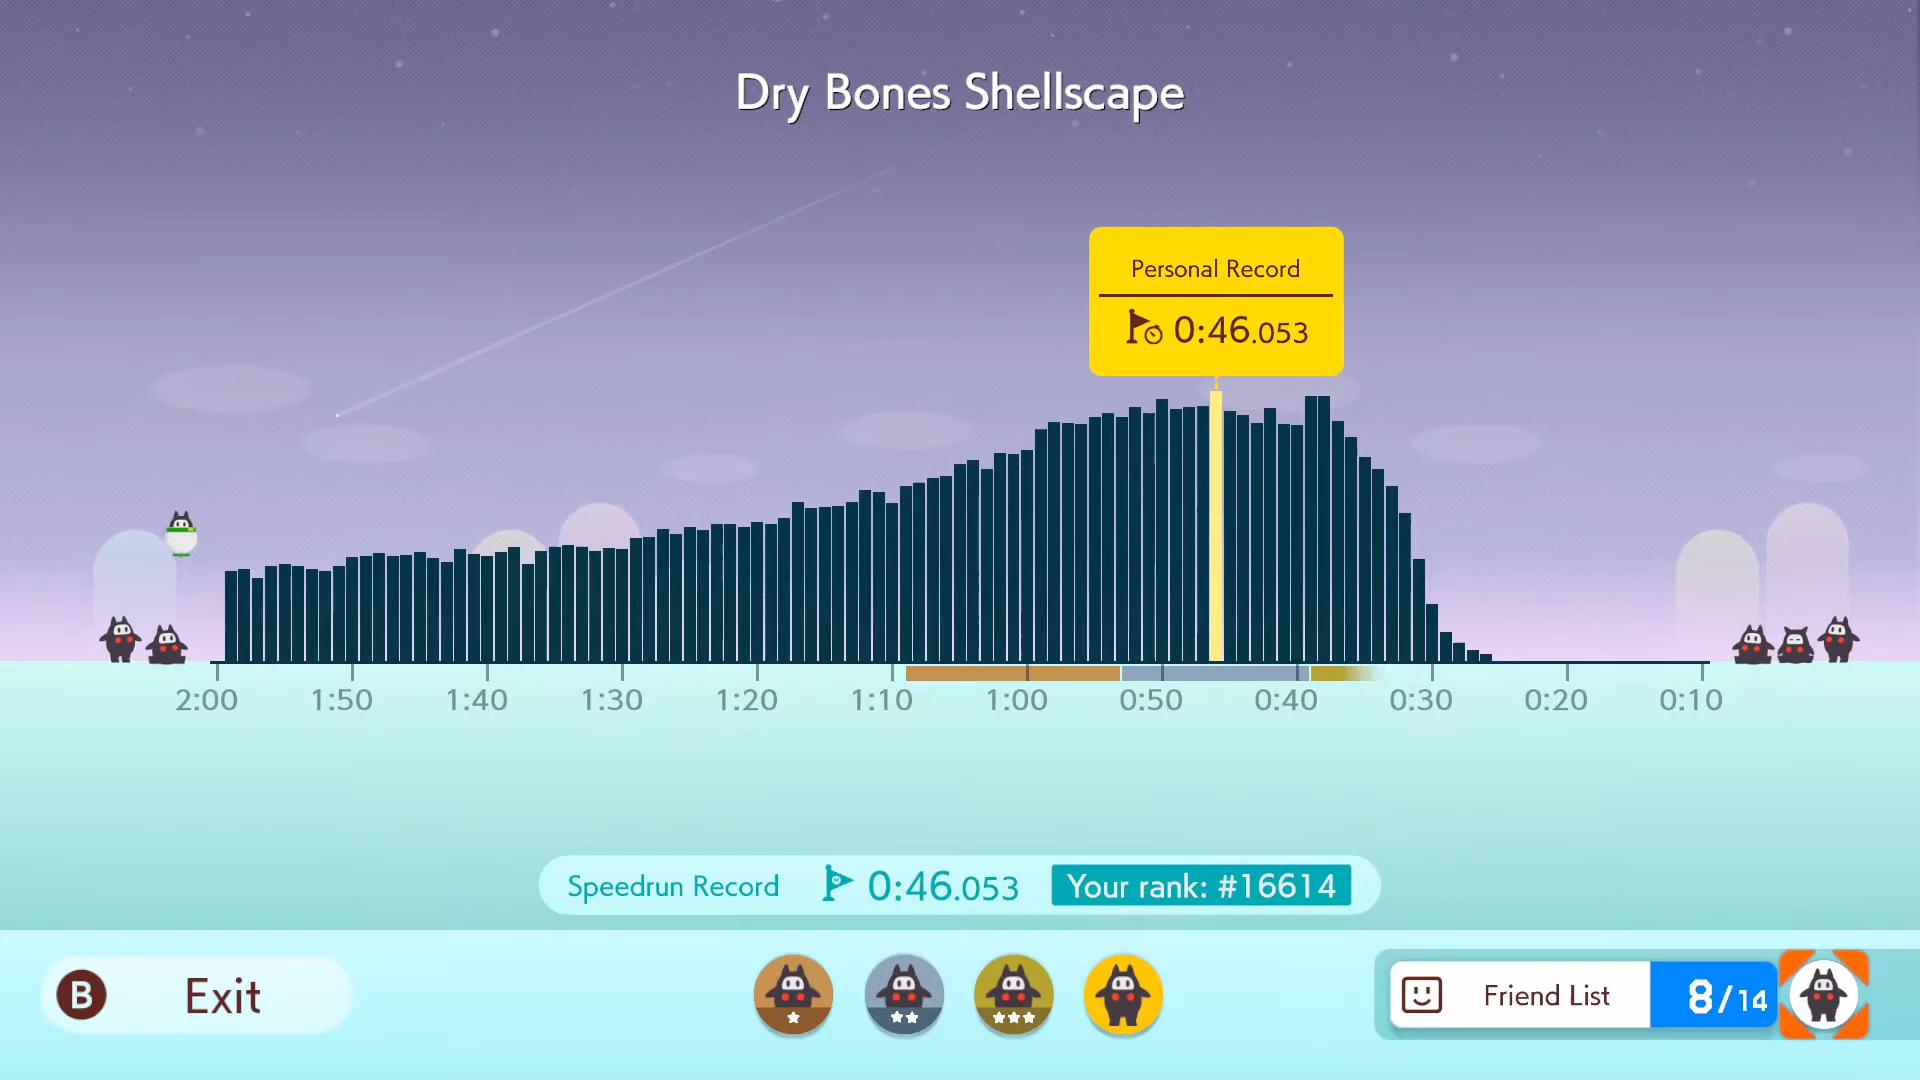 Dry Bones Shellscape
Personal Record
0:46.053
2:00 1:50 1:40 1:30 1:20 1:10 1:00 0:50 0:40 0:30 0:20 0:10
Speedrun Record M 0:46.053 Your rank: #16614
B Exit
Friend List 8/14